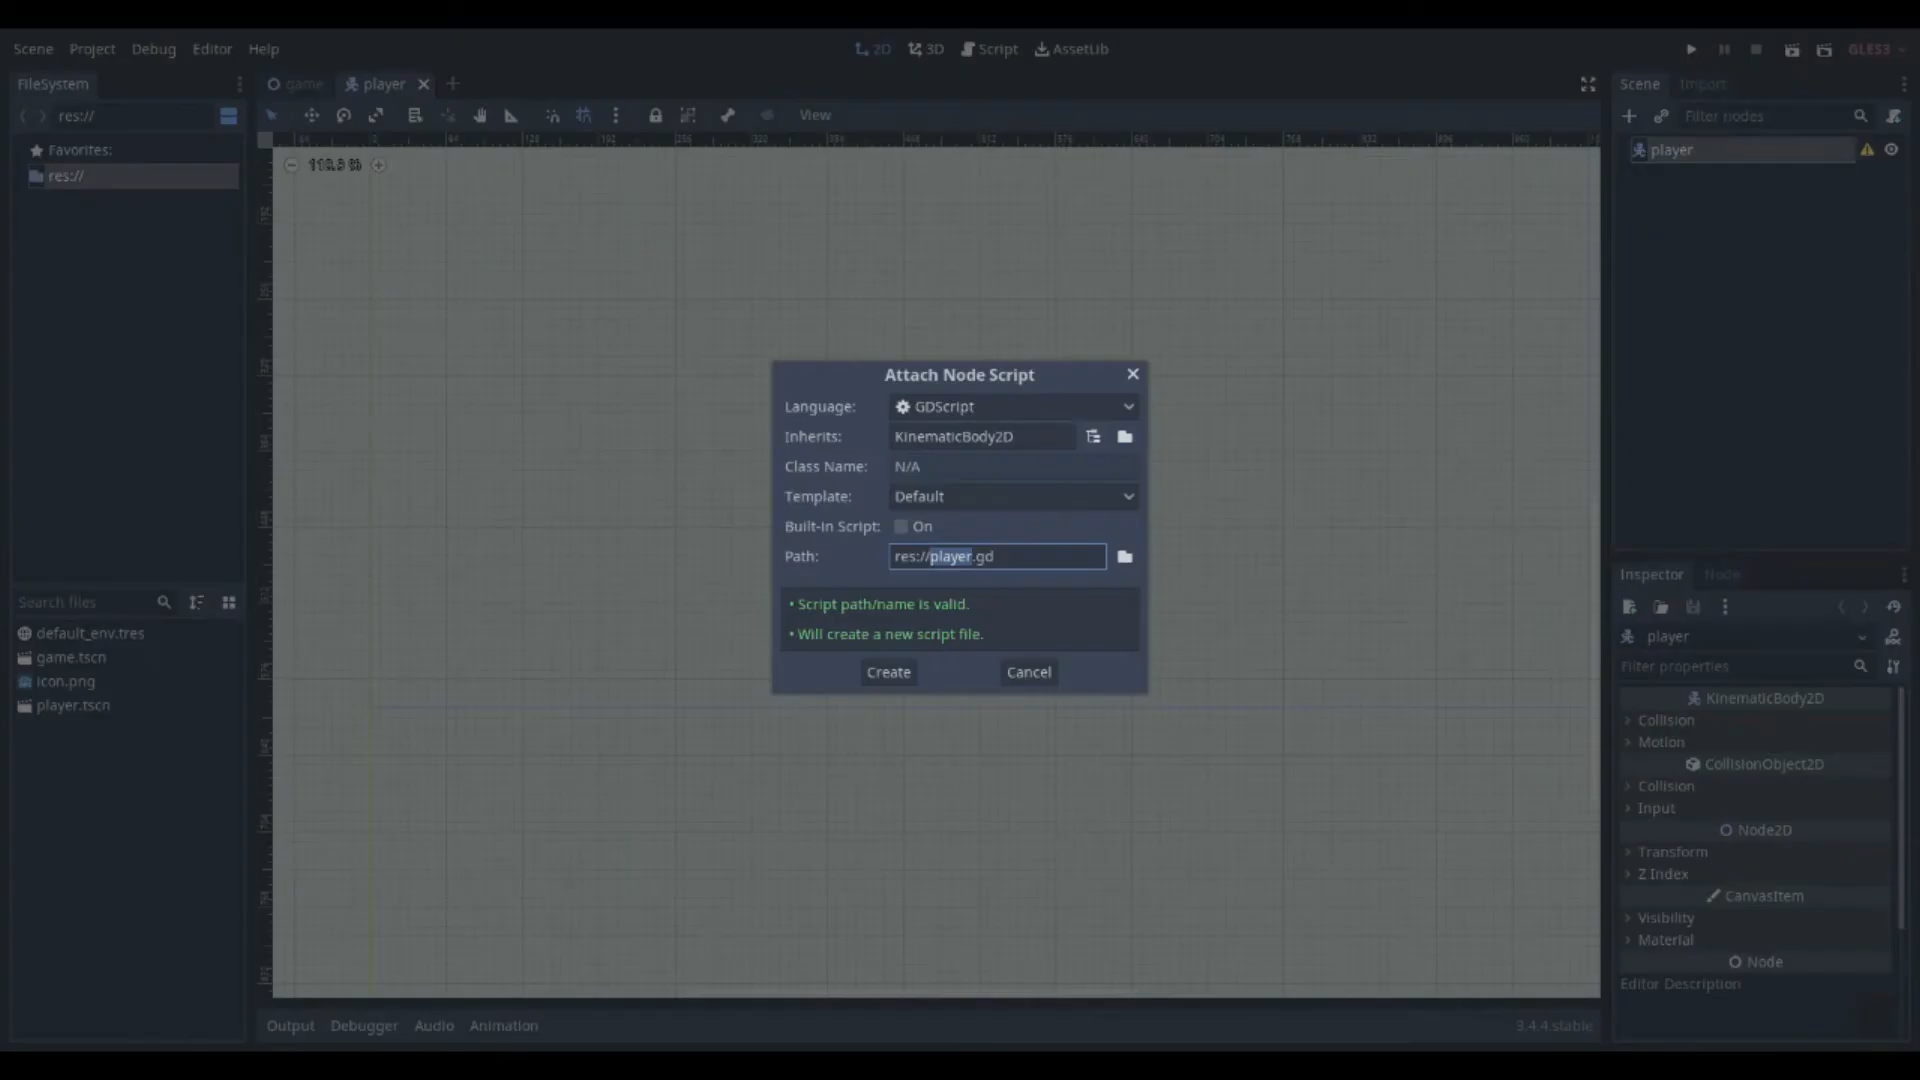 Scene Project Debug Editor Help
2D 3D Script AssetLib
GLES3
FileSystem
game player
Scene Import
res://
View
Filter nodes
Favorites:
res://
player
Attach Node Script
Language: GDScript
Inherits: KinematicBody2D
Class Name: N/A
Template: Default
Built-in Script: On
Path: res://player.gd
• Script path/name is valid.
• Will create a new script file.
Create Cancel
Search files
default_env.tres
game.tscn
icon.png
player.tscn
Inspector Node
player
Filter properties
KinematicBody2D
Collision
Motion
CollisionObject2D
Collision
Input
Node2D
Transform
Z Index
CanvasItem
Visibility
Material
Node
Editor Description
Output Debugger Audio Animation
3.4.4.stable